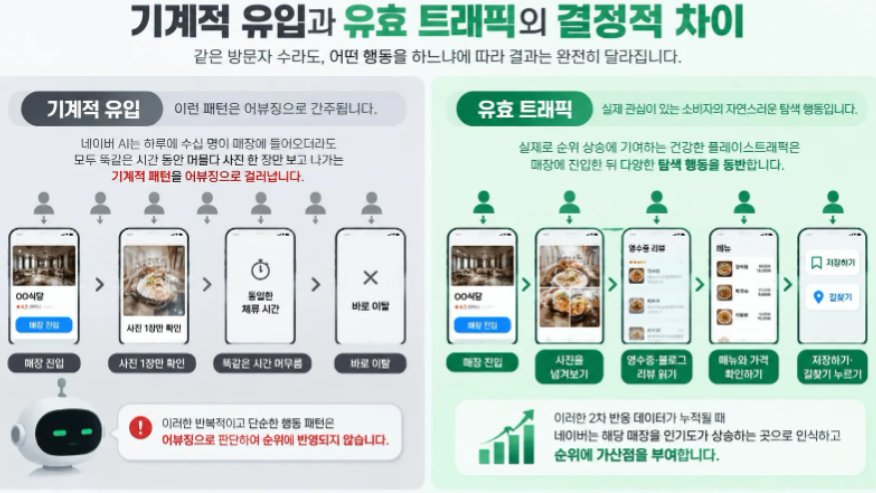 기계적 유입과 유효 트래픽의 결정적 차이
같은 방문자 수라도, 어떤 행동을 하느냐에 따라 결과는 완전히 달라집니다.
기계적 유입
이런 패턴은 어뷰징으로 간주됩니다.
네이버 AI는 하루에 수십 명이 매장에 들어오더라도
모두 똑같은 시간 동안 머물다 사진 한 장만 보고 나가는
기계적 패턴을 어뷰징으로 걸러냅니다.
OO식당
매장 진입
사진 1장만 확인
동일한
체류 시간
바로 이탈
매장 진입
사진 1장만 확인
똑같은 시간 머무름
바로 이탈
이러한 반복적이고 단순한 행동 패턴은
어뷰징으로 판단하여 순위에 반영되지 않습니다.
유효 트래픽
실제 관심이 있는 소비자의 자연스러운 탐색 행동입니다.
실제로 순위 상승에 기여하는 건강한 플레이스트래픽은
매장에 진입한 뒤 다양한 탐색 행동을 동반합니다.
OO식당
매장 진입
영수증 리뷰
메뉴
저장하기
길찾기
매장 진입
사진을
넘겨보기
영수증·블로그
리뷰 읽기
메뉴와 가격
확인하기
저장하기·
길찾기 누르기
이러한 2차 반응 데이터가 누적될 때
네이버는 해당 매장을 인기도가 상승하는 곳으로 인식하고
순위에 가산점을 부여합니다.